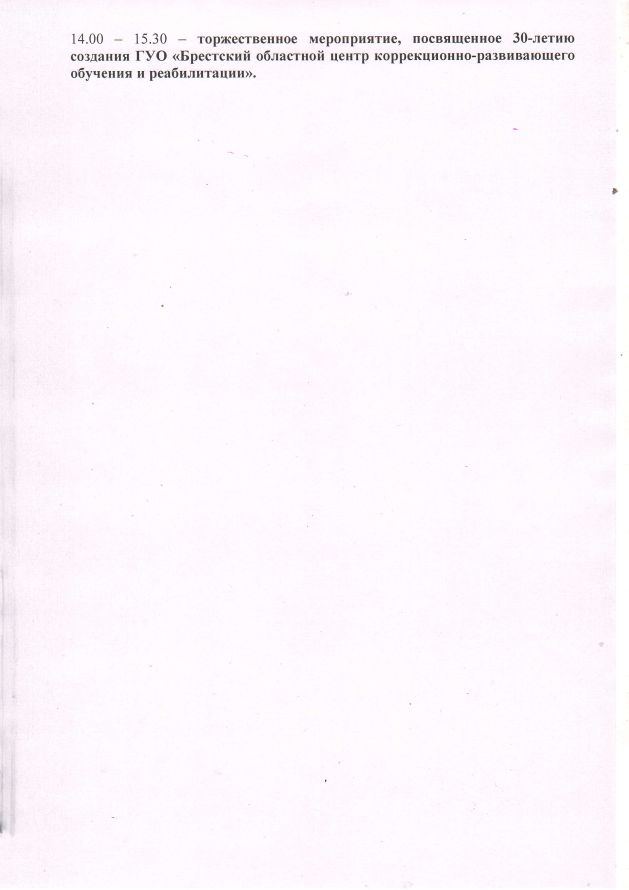 14.00 – 15.30 – торжественное мероприятие, посвященное 30-летию
создания ГУО «Брестский областной центр коррекционно-развивающего
обучения и реабилитации».